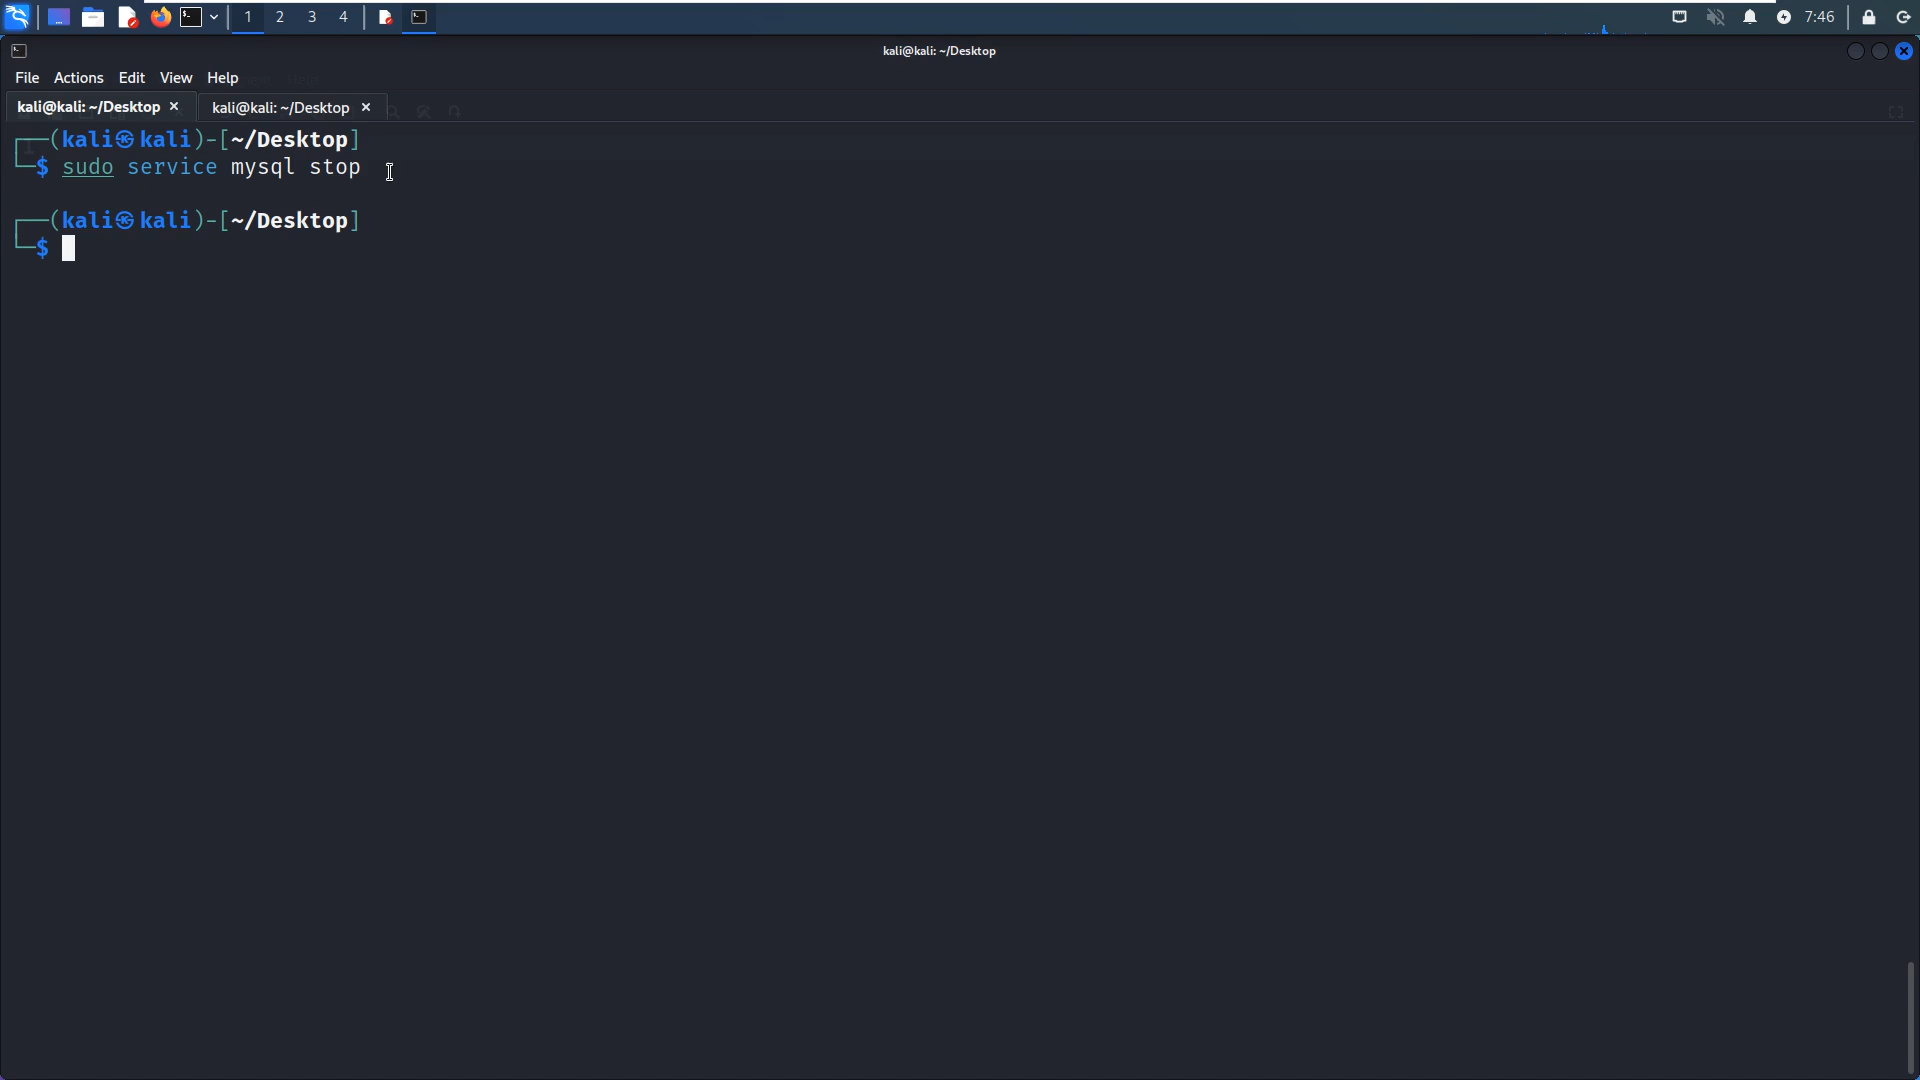 1 2 3 4 7:46
kali@kali: ~/Desktop
File Actions Edit View Help
kali@kali: ~/Desktop × kali@kali: ~/Desktop ×
┌──(kali㉿kali)-[~/Desktop]
└─$ sudo service mysql stop
┌──(kali㉿kali)-[~/Desktop]
└─$